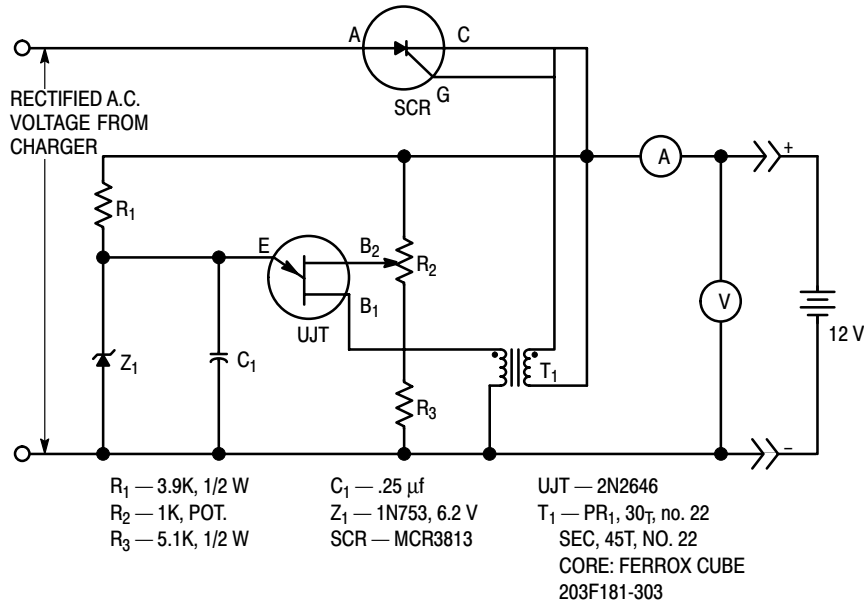 A
C
G
SCR
RECTIFIED A.C.
VOLTAGE FROM
CHARGER
A
+
R1
E
B2
R2
B1
UJT
V
Z1
C1
T1
12 V
R3
–
R1 — 3.9K, 1/2 W
R2 — 1K, POT.
R3 — 5.1K, 1/2 W
C1 — .25 μf
Z1 — 1N753, 6.2 V
SCR — MCR3813
UJT — 2N2646
T1 — PR1, 30T, no. 22
SEC, 45T, NO. 22
CORE: FERROX CUBE
203F181-303